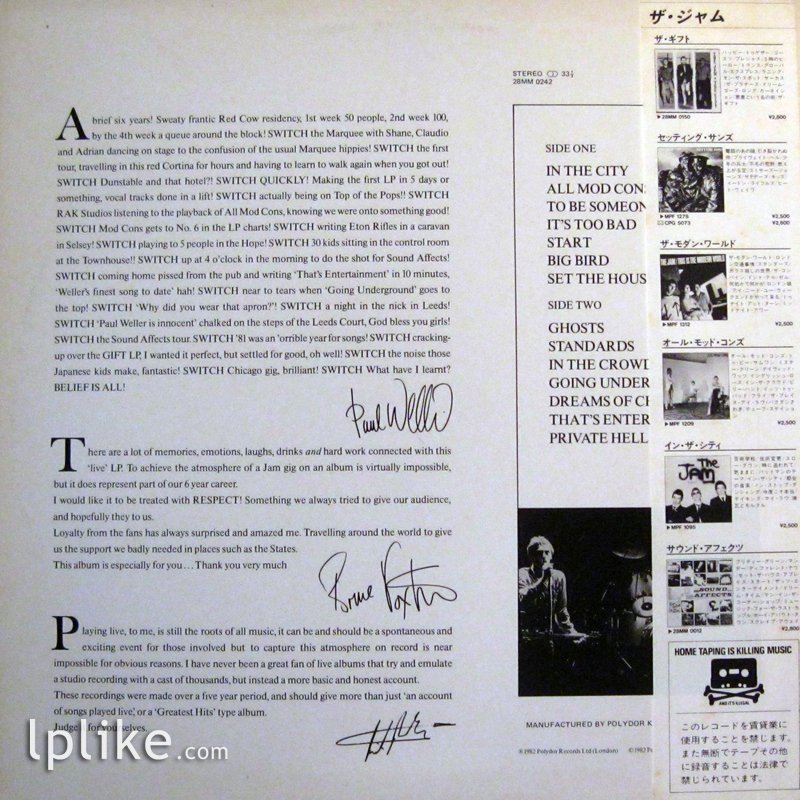 A brief six years! Sweaty frantic Red Cow residency, 1st week 50 people, 2nd week 100,
by the 4th week a queue around the block! SWITCH the Marquee with Shane, Claudio
and Adrian dancing on stage to the confusion of the usual Marquee hippies! SWITCH the first
tour, travelling in this red Cortina for hours and having to learn to walk again when you got out!
SWITCH Dunstable and that hotel?! SWITCH QUICKLY! Making the first LP in 5 days or
something, vocal tracks done in a lift! SWITCH actually being on Top of the Pops!! SWITCH
RAK Studios listening to the playback of All Mod Cons, knowing we were onto something good!
SWITCH Mod Cons gets to No. 6 in the LP charts! SWITCH writing Eton Rifles in a caravan
in Selsey! SWITCH playing to 5 people in the Hope! SWITCH 30 kids sitting in the control room
at the Townhouse!! SWITCH up at 4 o'clock in the morning to do the shot for Sound Affects!
SWITCH coming home pissed from the pub and writing 'That's Entertainment' in 10 minutes,
'Weller's finest song to date' hah! SWITCH near to tears when 'Going Underground' goes to
the top! SWITCH 'Why did you wear that apron?'! SWITCH a night in the nick in Leeds!
SWITCH 'Paul Weller is innocent' chalked on the steps of the Leeds Court, God bless you girls!
SWITCH the Sound Affects tour. SWITCH '81 was an 'orrible year for songs! SWITCH cracking-
up over the GIFT LP, I wanted it perfect, but settled for good, oh well! SWITCH the noise those
Japanese kids make, fantastic! SWITCH Chicago gig, brilliant! SWITCH What have I learnt?
BELIEF IS ALL!
Paul Weller
There are a lot of memories, emotions, laughs, drinks and hard work connected with this
'live' LP. To achieve the atmosphere of a Jam gig on an album is virtually impossible,
but it does represent part of our 6 year career.
I would like it to be treated with RESPECT! Something we always tried to give our audience,
and hopefully they to us.
Loyalty from the fans has always surprised and amazed me. Travelling around the world to give
us the support we badly needed in places such as the States.
This album is especially for you... Thank you very much
Bruce Foxton
Playing live, to me, is still the roots of all music, it can be and should be a spontaneous and
exciting event for those involved but to capture this atmosphere on record is near
impossible for obvious reasons. I have never been a great fan of live albums that try and emulate
a studio recording with a cast of thousands, but instead a more basic and honest account.
These recordings were made over a five year period, and should give more than just 'an account
of songs played live', or a 'Greatest Hits' type album.
Judge for yourselves.
lplike.com
STEREO 33⅓
28MM 0242
SIDE ONE
IN THE CITY
ALL MOD CON
TO BE SOMEON
IT'S TOO BAD
START
BIG BIRD
SET THE HOUS
SIDE TWO
GHOSTS
STANDARDS
IN THE CROWD
GOING UNDER
DREAMS OF CH
THAT'S ENTER
PRIVATE HELL
MANUFACTURED BY POLYDOR K
℗1982 Polydor Records Ltd (London) ©1982 Pol
ザ・ジャム
ザ・ギフト
▶28MM 0150 ¥2,800
セッティング・サンズ
▶MPF 1275 ¥2,500
CPG 5073
ザ・モダン・ワールド
THE JAM / THIS IS THE MODERN WORLD
▶MPF 1312 ¥2,500
オール・モッド・コンズ
▶MPF 1209 ¥2,500
イン・ザ・シティ
The Jam
▶MPF 1095 ¥2,500
サウンド・アフェクツ
SOUND AFFECTS
▶28MM 0012 ¥2,800
HOME TAPING IS KILLING MUSIC
AND IT'S ILLEGAL
このレコードを賃貸業に
使用することを禁じます。
また無断でテープその他
に録音することは法律で
禁じられています。